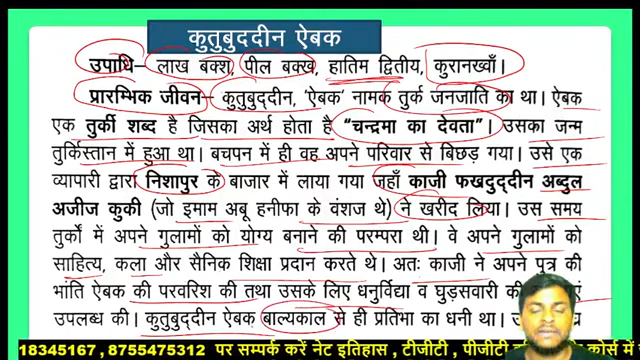 कुतुबुद्दीन ऐबक
उपाधि- लाख बक्श, पील बक्ख, हातिम द्वितीय, कुरानख्वाँ।
प्रारम्भिक जीवन- कुतुबुद्दीन, ‘ऐबक’ नामक तुर्क जनजाति का था। ऐबक
एक तुर्की शब्द है जिसका अर्थ होता है “चन्द्रमा का देवता”। उसका जन्म
तुर्किस्तान में हुआ था। बचपन में ही वह अपने परिवार से बिछड़ गया। उसे एक
व्यापारी द्वारा निशापुर के बाजार में लाया गया जहाँ काजी फखदुद्दीन अब्दुल
अजीज कुकी (जो इमाम अबू हनीफा के वंशज थे) ने खरीद लिया। उस समय
तुर्कों में अपने गुलामों को योग्य बनाने की परम्परा थी। वे अपने गुलामों को
साहित्य, कला और सैनिक शिक्षा प्रदान करते थे। अतः काजी ने अपने पुत्र की
भांति ऐबक की परवरिश की तथा उसके लिए धनुर्विद्या व घुड़सवारी की
उपलब्ध की। कुतुबुद्दीन ऐबक बाल्यकाल से ही प्रतिभा का धनी था।
18345167, 8755475312 पर सम्पर्क करें नेट इतिहास, टीजीटी, पीजीटी